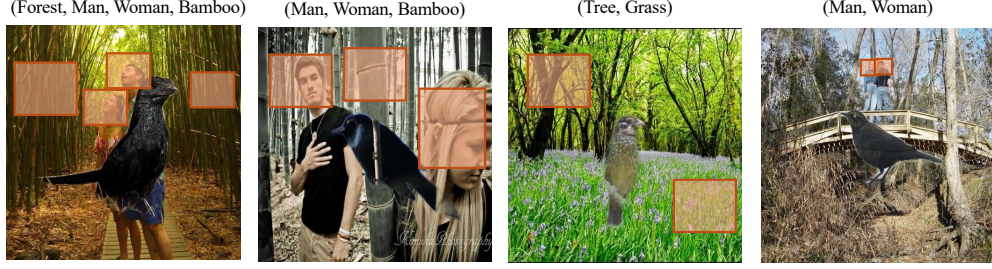 (Forest, Man, Woman, Bamboo)
(Man, Woman, Bamboo)
(Tree, Grass)
(Man, Woman)